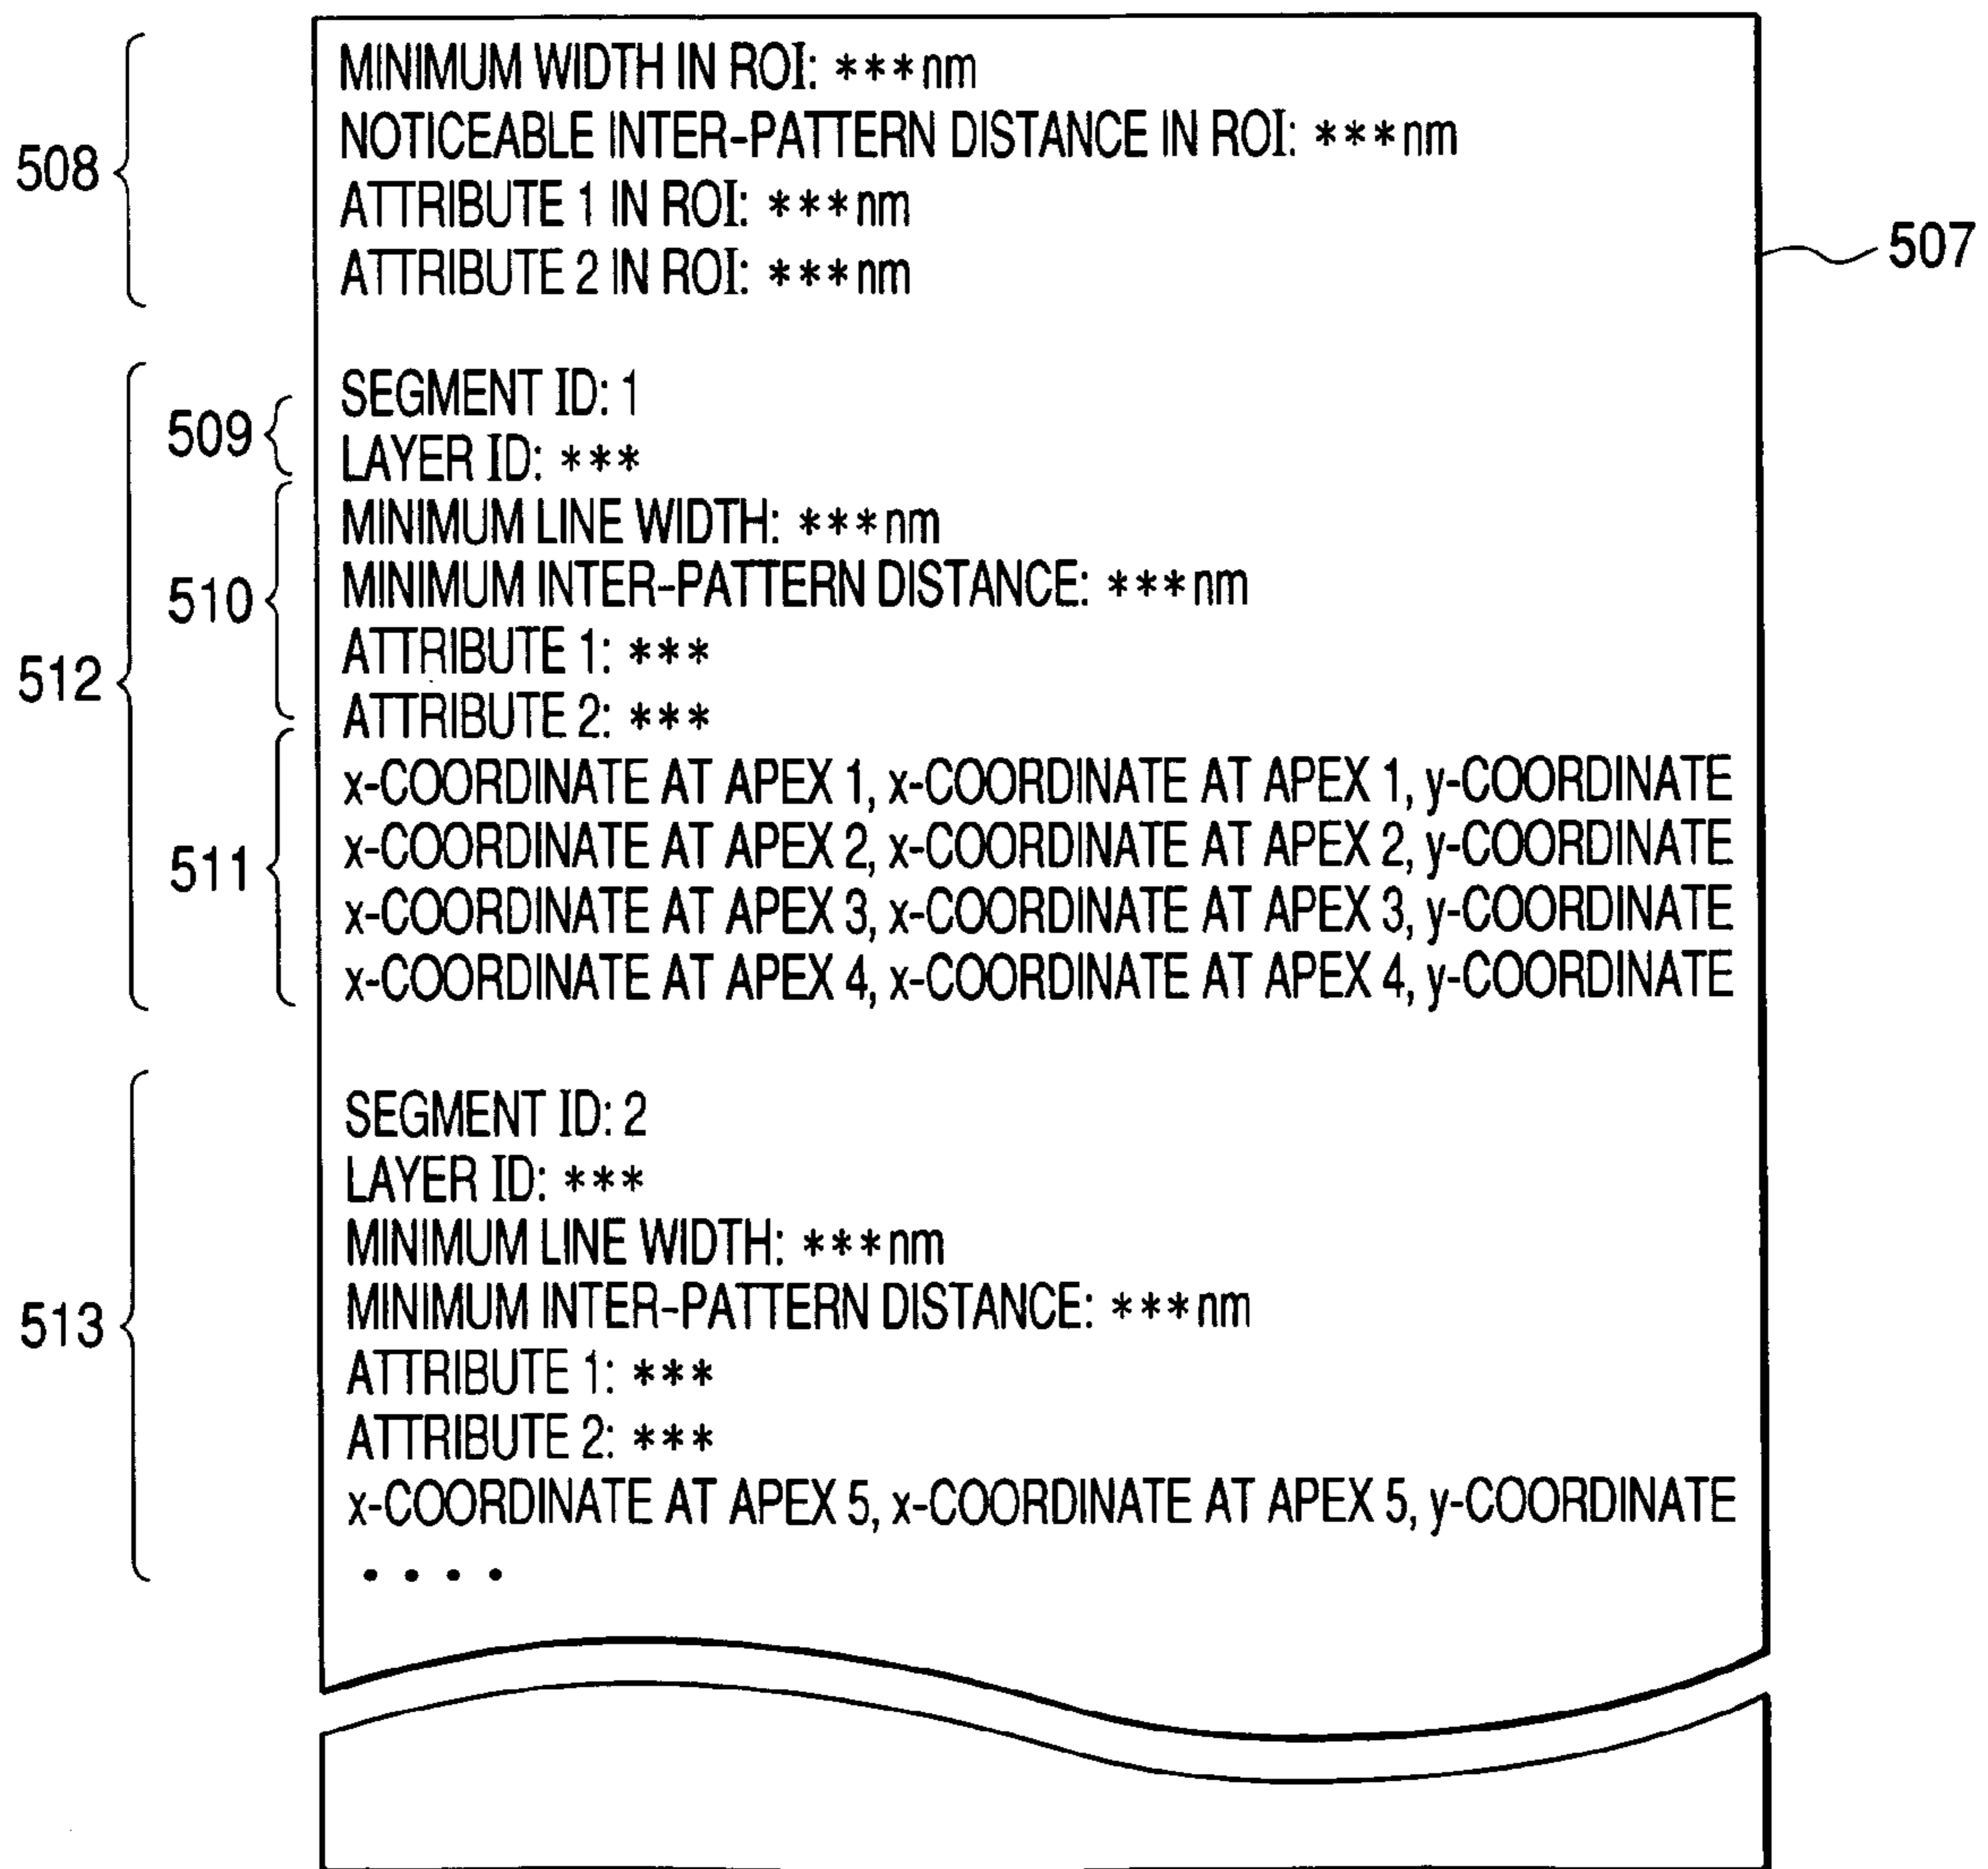 508
MINIMUM WIDTH IN ROI: ***nm
NOTICEABLE INTER-PATTERN DISTANCE IN ROI: ***nm
ATTRIBUTE 1 IN ROI: ***nm
ATTRIBUTE 2 IN ROI: ***nm
507
512
509
SEGMENT ID: 1
LAYER ID: ***
510
MINIMUM LINE WIDTH: ***nm
MINIMUM INTER-PATTERN DISTANCE: ***nm
ATTRIBUTE 1: ***
ATTRIBUTE 2: ***
511
x-COORDINATE AT APEX 1, x-COORDINATE AT APEX 1, y-COORDINATE
x-COORDINATE AT APEX 2, x-COORDINATE AT APEX 2, y-COORDINATE
x-COORDINATE AT APEX 3, x-COORDINATE AT APEX 3, y-COORDINATE
x-COORDINATE AT APEX 4, x-COORDINATE AT APEX 4, y-COORDINATE
513
SEGMENT ID: 2
LAYER ID: ***
MINIMUM LINE WIDTH: ***nm
MINIMUM INTER-PATTERN DISTANCE: ***nm
ATTRIBUTE 1: ***
ATTRIBUTE 2: ***
x-COORDINATE AT APEX 5, x-COORDINATE AT APEX 5, y-COORDINATE
• • • •